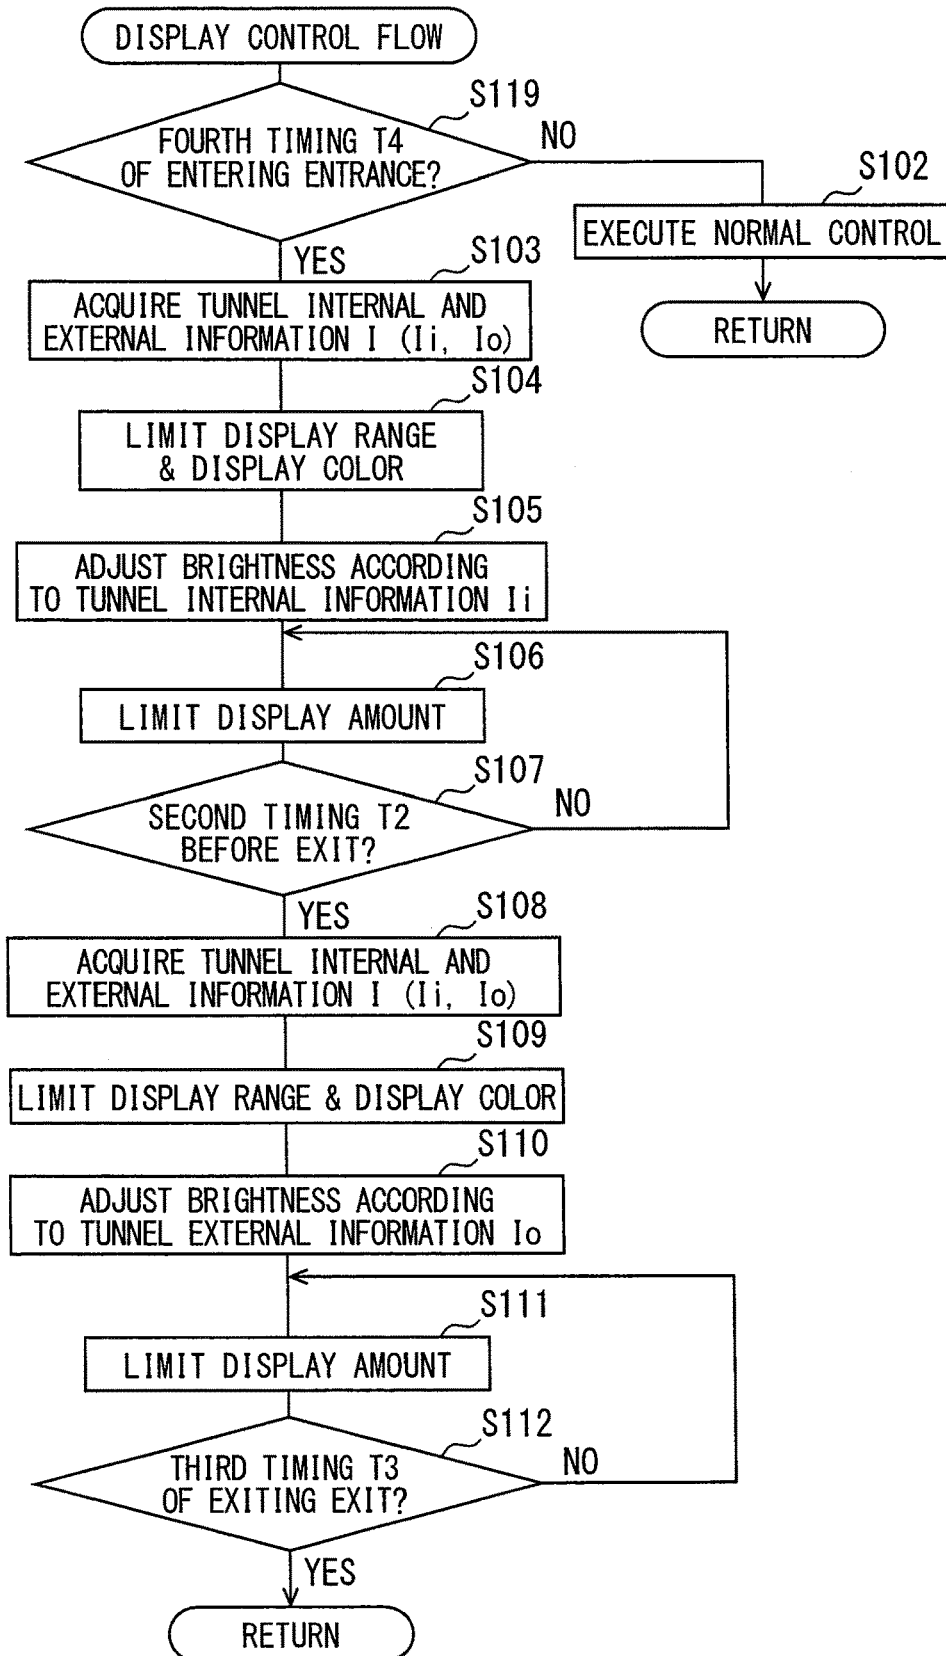 DISPLAY CONTROL FLOW
S119
FOURTH TIMING T4
OF ENTERING ENTRANCE?
NO
S102
EXECUTE NORMAL CONTROL
RETURN
YES
S103
ACQUIRE TUNNEL INTERNAL AND
EXTERNAL INFORMATION I (Ii, Io)
S104
LIMIT DISPLAY RANGE
& DISPLAY COLOR
S105
ADJUST BRIGHTNESS ACCORDING
TO TUNNEL INTERNAL INFORMATION Ii
S106
LIMIT DISPLAY AMOUNT
S107
SECOND TIMING T2
BEFORE EXIT?
NO
YES
S108
ACQUIRE TUNNEL INTERNAL AND
EXTERNAL INFORMATION I (Ii, Io)
S109
LIMIT DISPLAY RANGE & DISPLAY COLOR
S110
ADJUST BRIGHTNESS ACCORDING
TO TUNNEL EXTERNAL INFORMATION Io
S111
LIMIT DISPLAY AMOUNT
S112
THIRD TIMING T3
OF EXITING EXIT?
NO
YES
RETURN